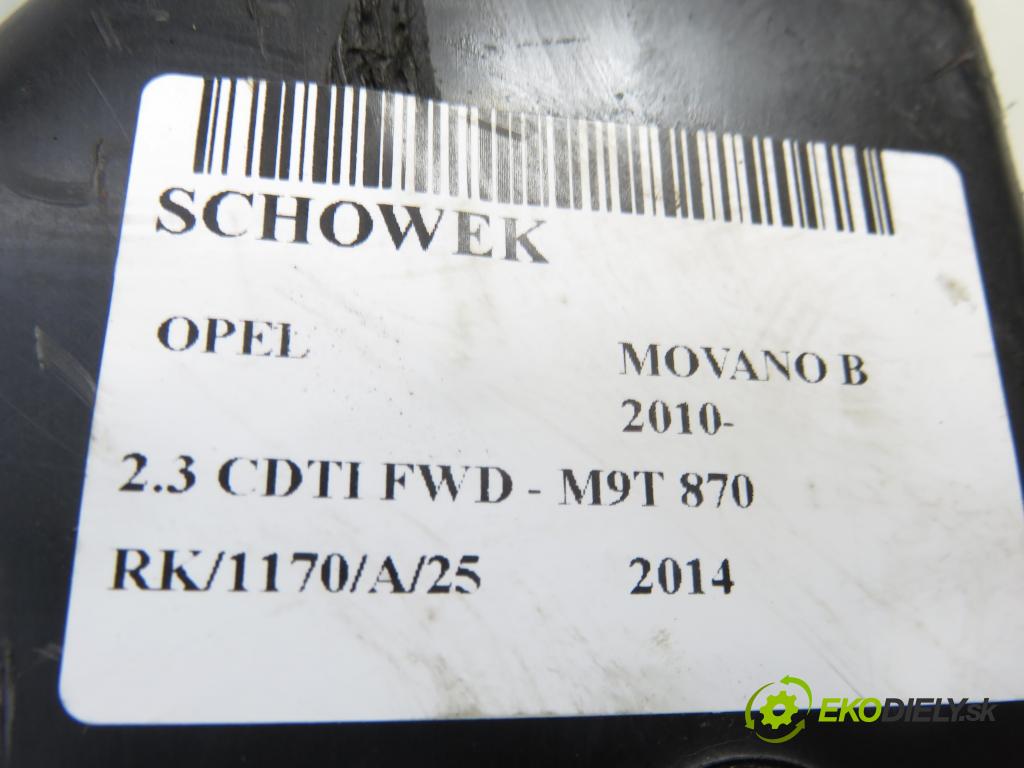 SCHOWEK
OPEL MOVANO B
2010-
2.3 CDTI FWD - M9T 870
RK/1170/A/25 2014
EKODIELY.sk